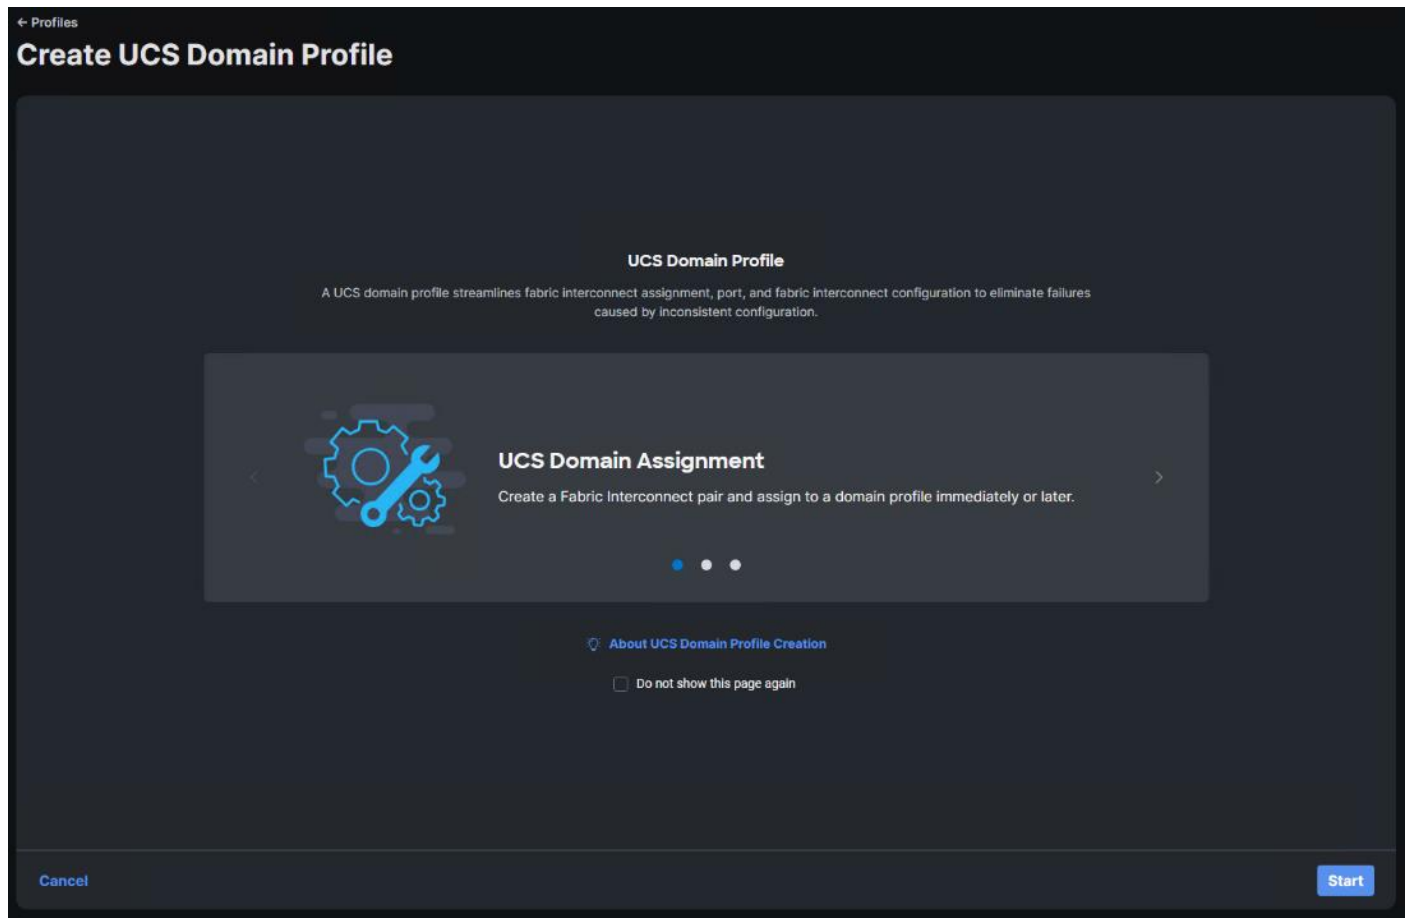 ← Profiles
Create UCS Domain Profile
UCS Domain Profile
A UCS domain profile streamlines fabric interconnect assignment, port, and fabric interconnect configuration to eliminate failures
caused by inconsistent configuration.
UCS Domain Assignment
Create a Fabric Interconnect pair and assign to a domain profile immediately or later.
About UCS Domain Profile Creation
Do not show this page again
Cancel
Start